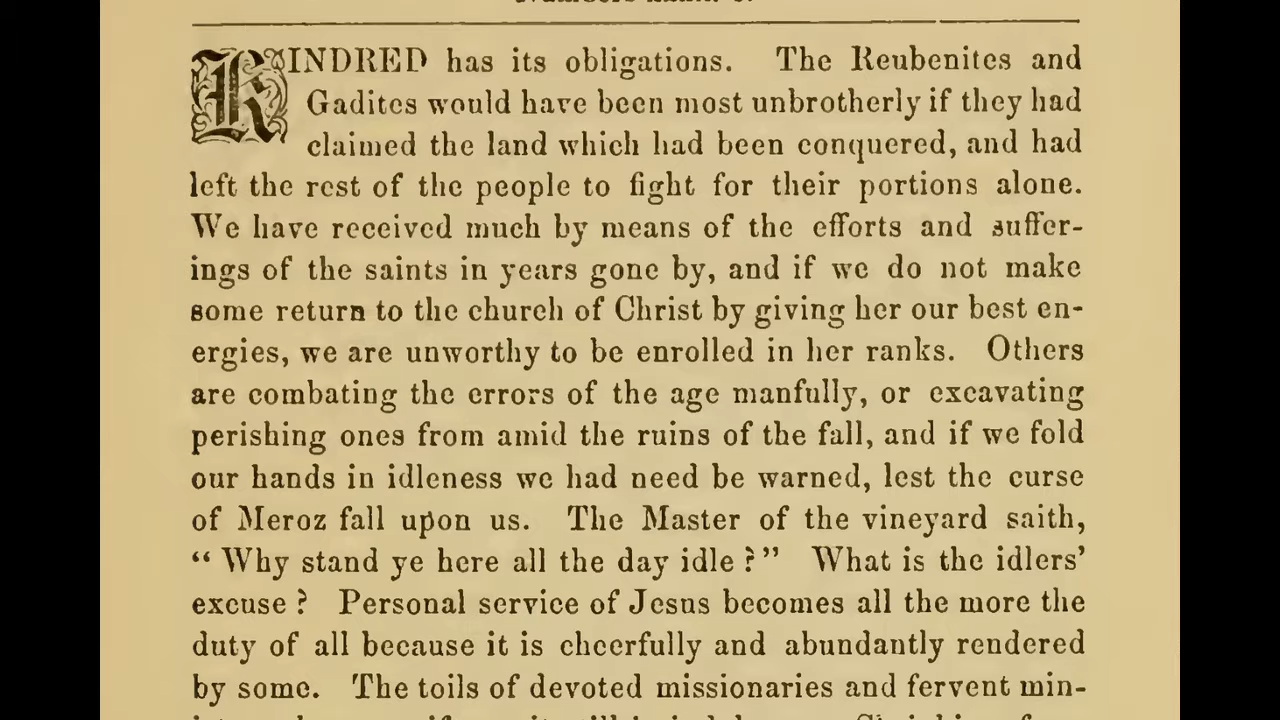 KINDRED has its obligations. The Reubenites and
Gadites would have been most unbrotherly if they had
claimed the land which had been conquered, and had
left the rest of the people to fight for their portions alone.
We have received much by means of the efforts and suffer-
ings of the saints in years gone by, and if we do not make
some return to the church of Christ by giving her our best en-
ergies, we are unworthy to be enrolled in her ranks. Others
are combating the errors of the age manfully, or excavating
perishing ones from amid the ruins of the fall, and if we fold
our hands in idleness we had need be warned, lest the curse
of Meroz fall upon us. The Master of the vineyard saith,
“ Why stand ye here all the day idle ?” What is the idlers’
excuse ? Personal service of Jesus becomes all the more the
duty of all because it is cheerfully and abundantly rendered
by some. The toils of devoted missionaries and fervent min-